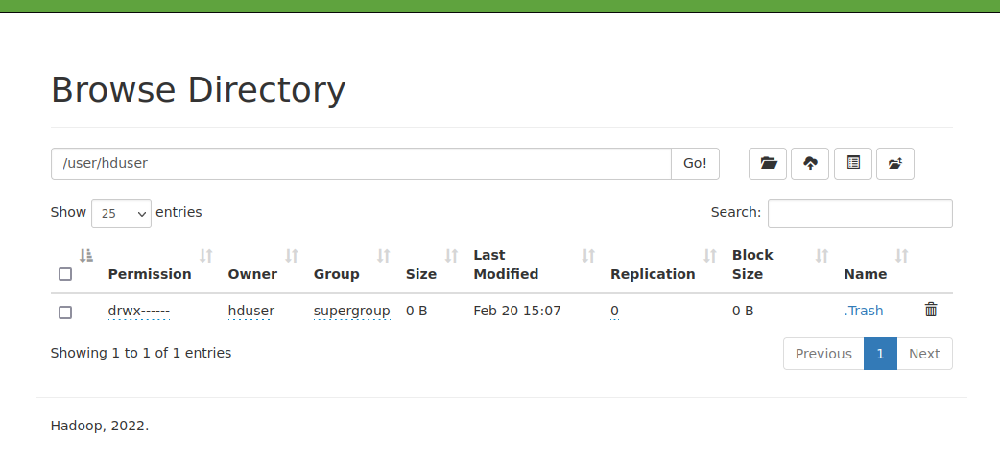 Browse Directory
/user/hduser Go!
Show 25 entries Search:
Permission Owner Group Size Last Modified Replication Block Size Name
drwx------ hduser supergroup 0 B Feb 20 15:07 0 0 B .Trash
Showing 1 to 1 of 1 entries Previous 1 Next
Hadoop, 2022.